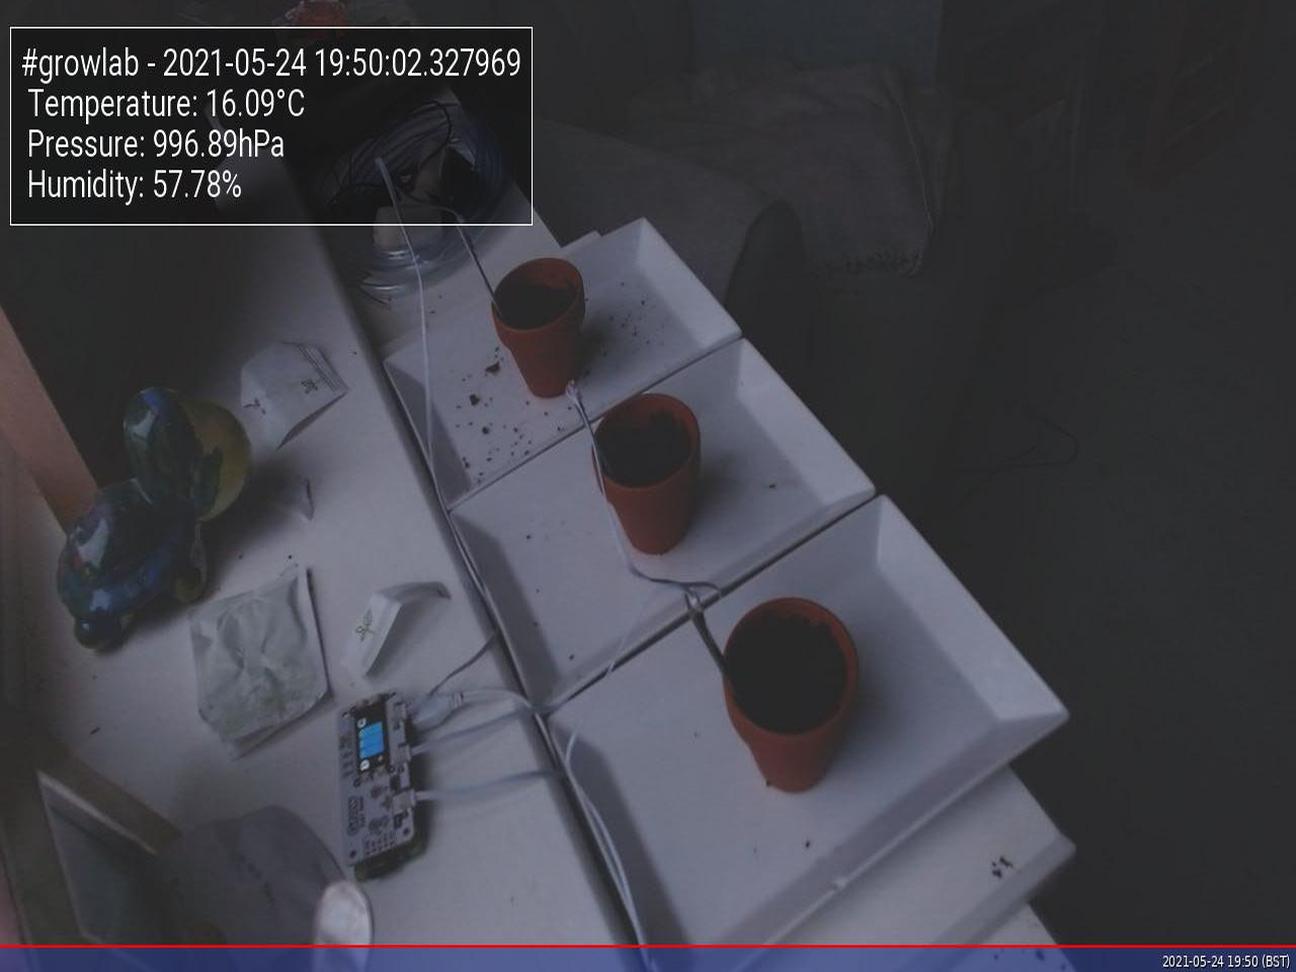 #growlab - 2021-05-24 19:50:02.327969
Temperature: 16.09°C
Pressure: 996.89hPa
Humidity: 57.78%
2021-05-24 19:50 (BST)